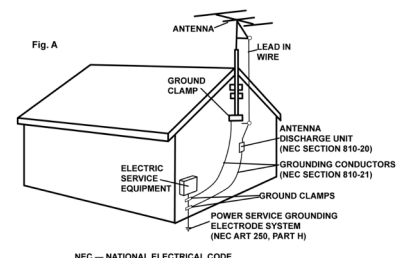 Fig. A
ANTENNA
LEAD IN
WIRE
GROUND
CLAMP
ANTENNA
DISCHARGE UNIT
(NEC SECTION 810-20)
ELECTRIC
SERVICE
EQUIPMENT
GROUNDING CONDUCTORS
(NEC SECTION 810-21)
GROUND CLAMPS
POWER SERVICE GROUNDING
ELECTRODE SYSTEM
(NEC ART 250, PART H)
NEC — NATIONAL ELECTRICAL CODE